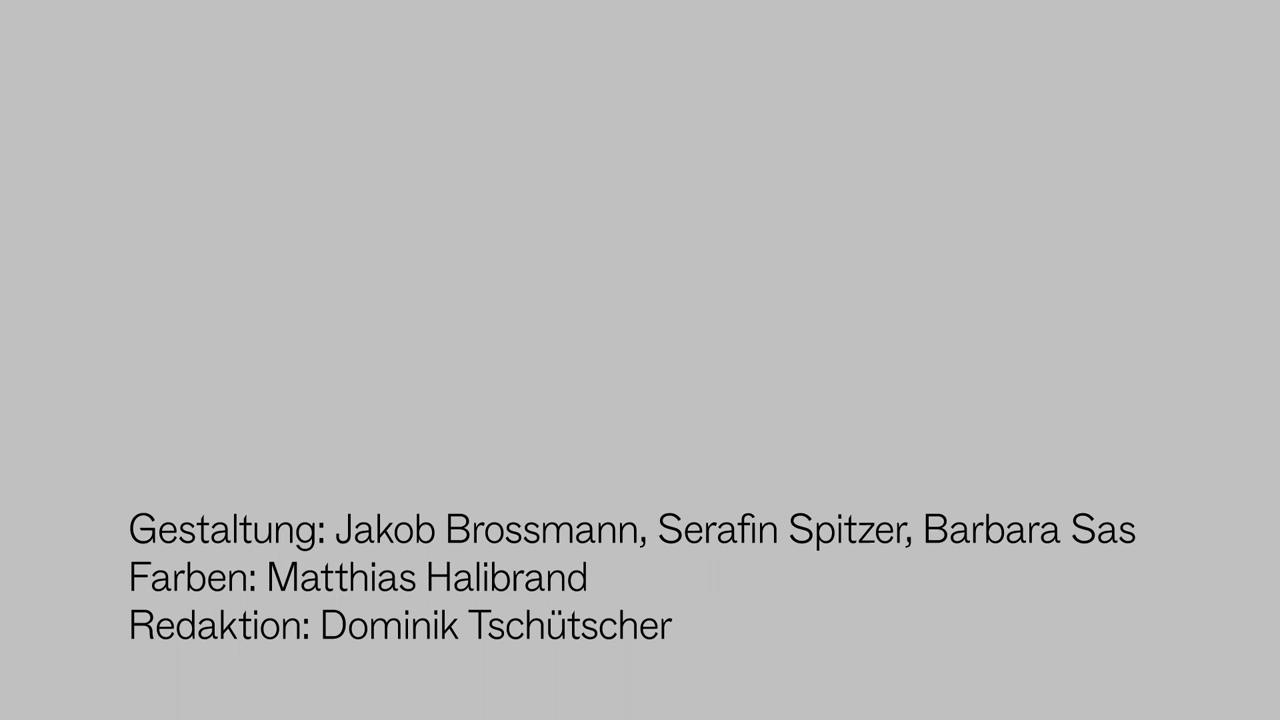 Gestaltung: Jakob Brossmann, Serafin Spitzer, Barbara Sas
Farben: Matthias Halibrand
Redaktion: Dominik Tschütscher